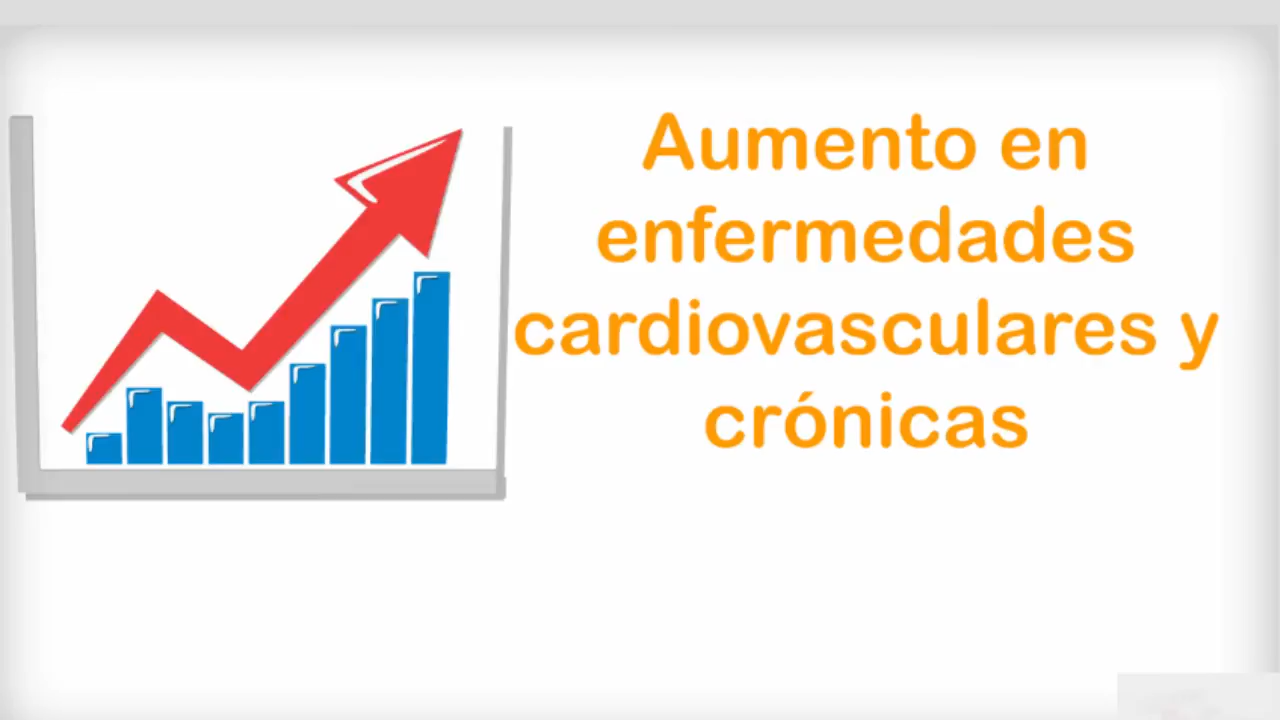 Aumento en
enfermedades
cardiovasculares y
crónicas